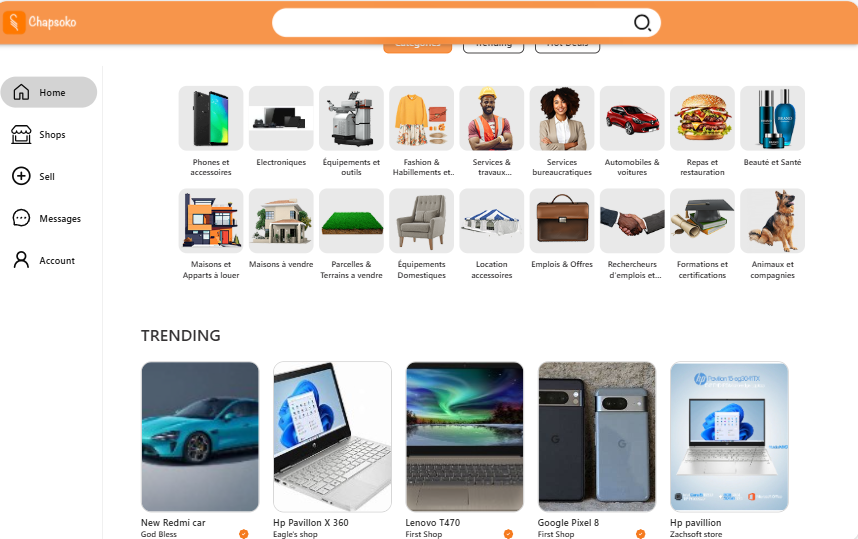 Chapsoko
Categories
Trending
Hot Deals
Home
Shops
Sell
Messages
Account
Phones et
accessoires
Electroniques
Équipements et
outils
Fashion &
Habillements et..
Services &
travaux...
Services
bureaucratiques
Automobiles &
voitures
Repas et
restauration
Beauté et Santé
Maisons et
Apparts à louer
Maisons à vendre
Parcelles &
Terrains a vendre
Équipements
Domestiques
Location
accessoires
Emplois & Offres
Rechercheurs
d'emplois et...
Formations et
certifications
Animaux et
compagnies
TRENDING
New Redmi car
God Bless
Hp Pavillon X 360
Eagle's shop
Lenovo T470
First Shop
Google Pixel 8
First Shop
Hp pavillion
Zachsoft store